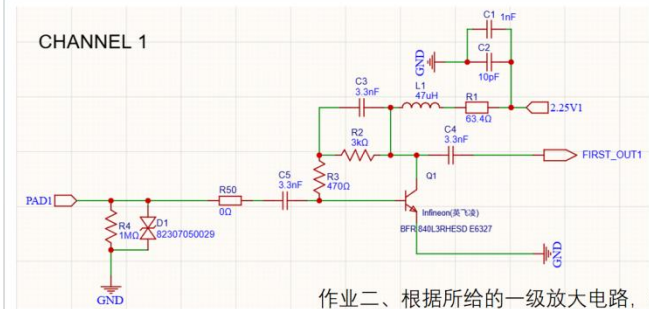 CHANNEL 1
C1 1nF
GND
C2
10pF
C3
3.3nF
L1
47uH
R1
63.4Ω
2.25V1
R2
3kΩ
C4
3.3nF
FIRST_OUT1
R3
470Ω
Q1
C5
3.3nF
R50
0Ω
PAD1
R4
1MΩ
D1
82307050029
Infineon(英飞凌)
BFR 840L3RHESD E6327
GND
GND
作业二、根据所给的一级放大电路,